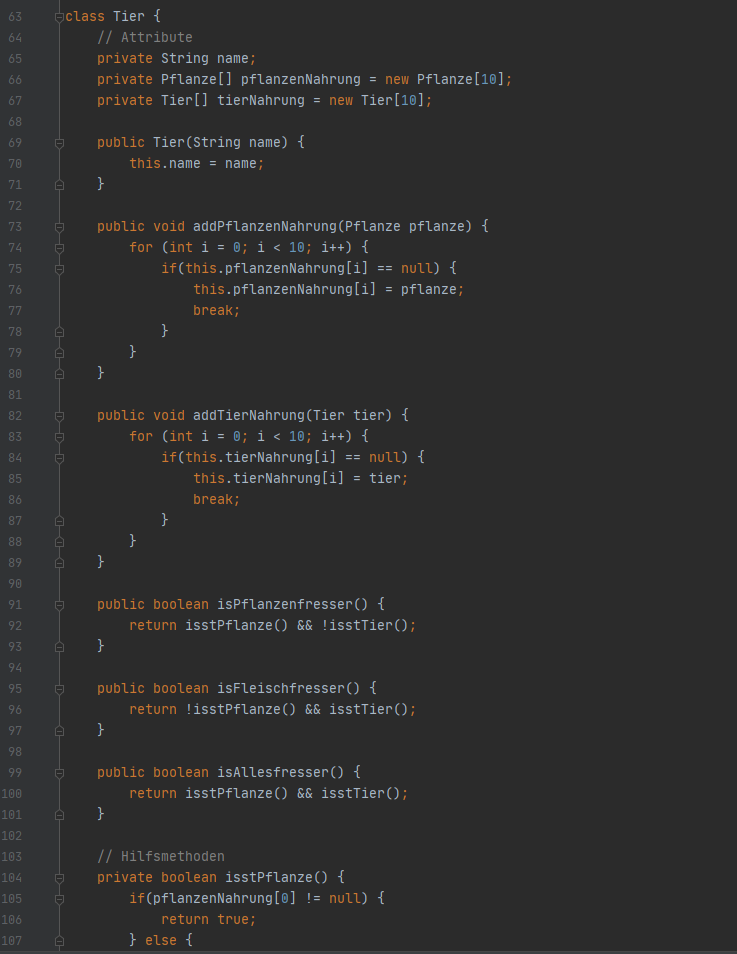 63 class Tier {
64     // Attribute
65     private String name;
66     private Pflanze[] pflanzenNahrung = new Pflanze[10];
67     private Tier[] tierNahrung = new Tier[10];
68
69     public Tier(String name) {
70         this.name = name;
71     }
72
73     public void addPflanzenNahrung(Pflanze pflanze) {
74         for (int i = 0; i < 10; i++) {
75             if(this.pflanzenNahrung[i] == null) {
76                 this.pflanzenNahrung[i] = pflanze;
77                 break;
78             }
79         }
80     }
81
82     public void addTierNahrung(Tier tier) {
83         for (int i = 0; i < 10; i++) {
84             if(this.tierNahrung[i] == null) {
85                 this.tierNahrung[i] = tier;
86                 break;
87             }
88         }
89     }
90
91     public boolean isPflanzenfresser() {
92         return isstPflanze() && !isstTier();
93     }
94
95     public boolean isFleischfresser() {
96         return !isstPflanze() && isstTier();
97     }
98
99     public boolean isAllesfresser() {
100         return isstPflanze() && isstTier();
101     }
102
103     // Hilfsmethoden
104     private boolean isstPflanze() {
105         if(pflanzenNahrung[0] != null) {
106             return true;
107         } else {